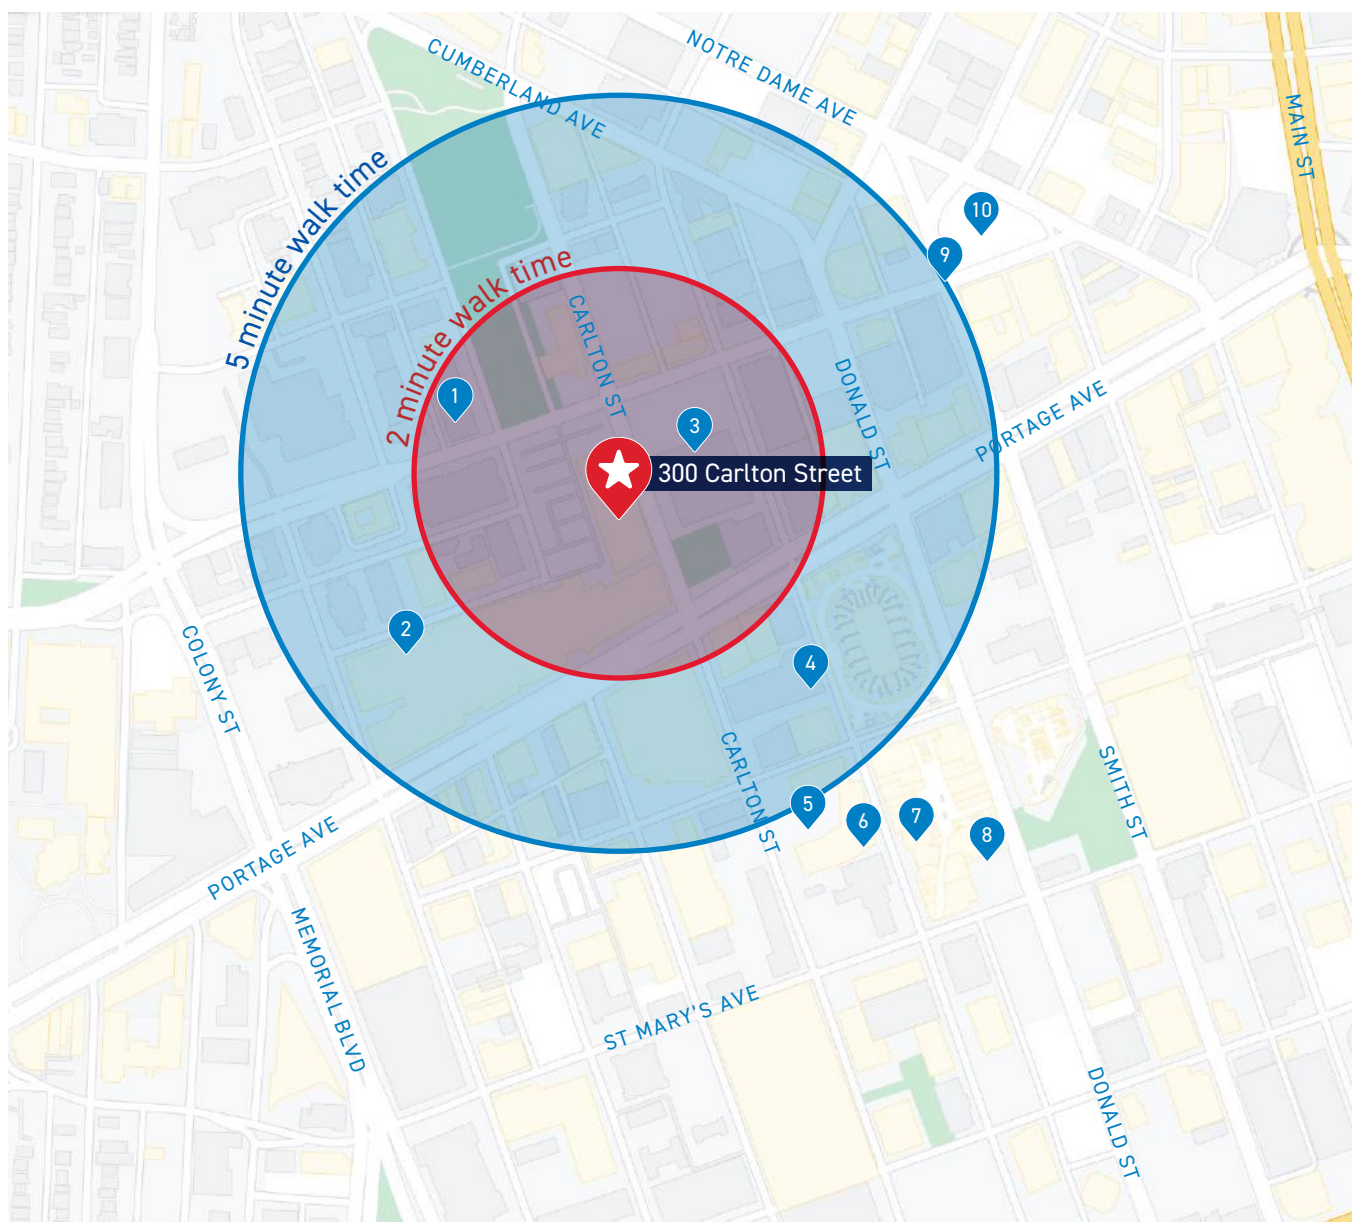 CUMBERLAND AVE
NOTRE DAME AVE
MAIN ST
5 minute walk time
10
9
2 minute walk time
CARLTON ST
DONALD ST
PORTAGE AVE
1
3
300 Carlton Street
2
4
COLONY ST
CARLTON ST
SMITH ST
5
6
7
8
PORTAGE AVE
MEMORIAL BLVD
ST MARY'S AVE
DONALD ST